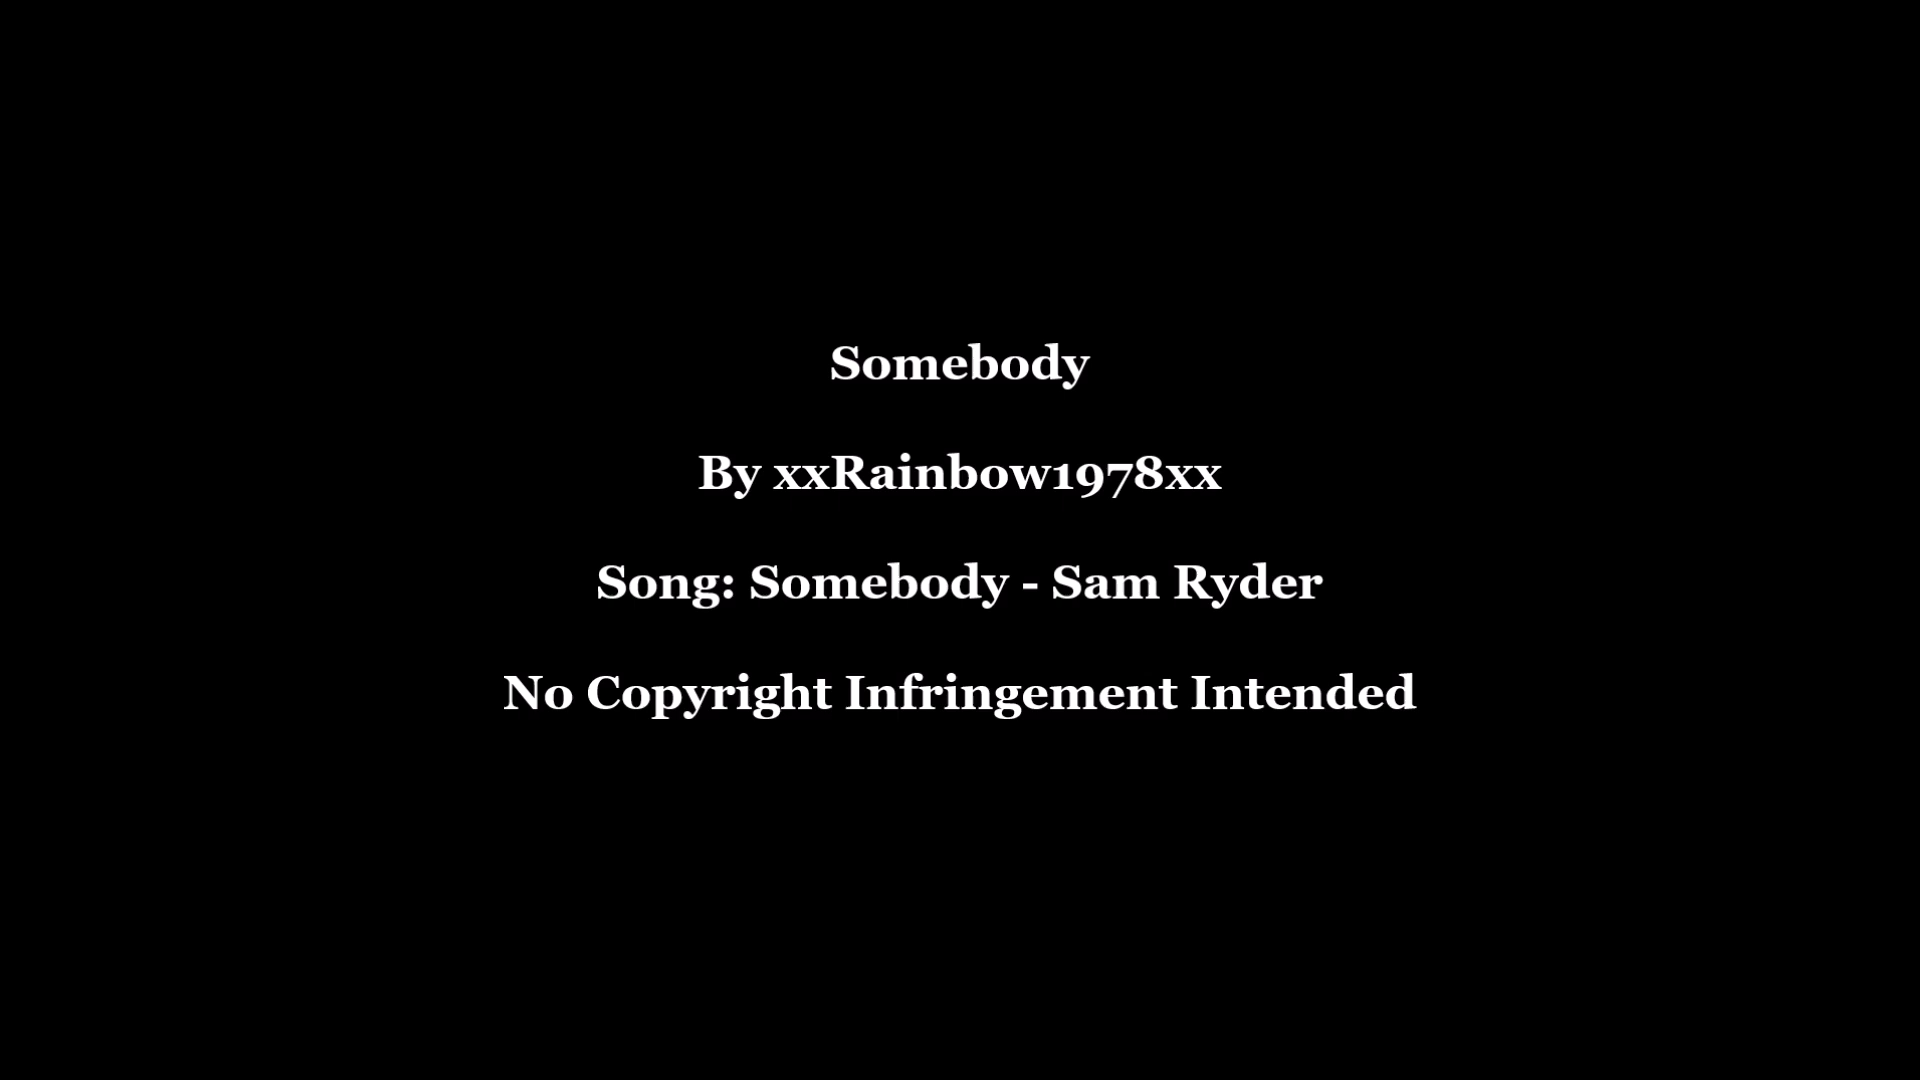 Somebody
By xxRainbow1978xx
Song: Somebody - Sam Ryder
No Copyright Infringement Intended